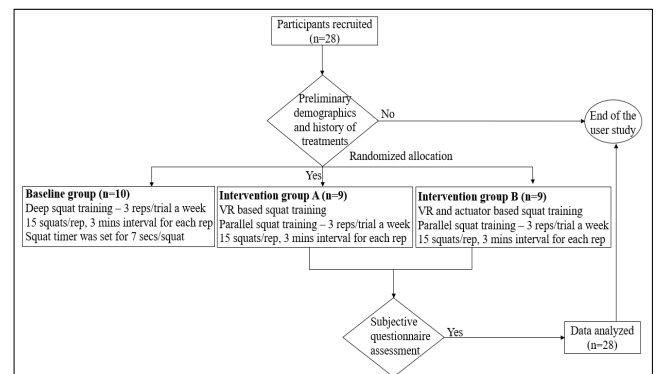 Participants recruited
(n=28)
Preliminary
demographics
and history of
treatments
No
End of the
user study
Randomized allocation
Yes
Baseline group (n=10)
Deep squat training – 3 reps/trial a week
15 squats/rep, 3 mins interval for each rep
Squat timer was set for 7 secs/squat
Intervention group A (n=9)
VR based squat training
Parallel squat training – 3 reps/trial a week
15 squats/rep, 3 mins interval for each rep
Intervention group B (n=9)
VR and actuator based squat training
Parallel squat training – 3 reps/trial a week
15 squats/rep, 3 mins interval for each rep
Subjective
questionnaire
assessment
Yes
Data analyzed
(n=28)